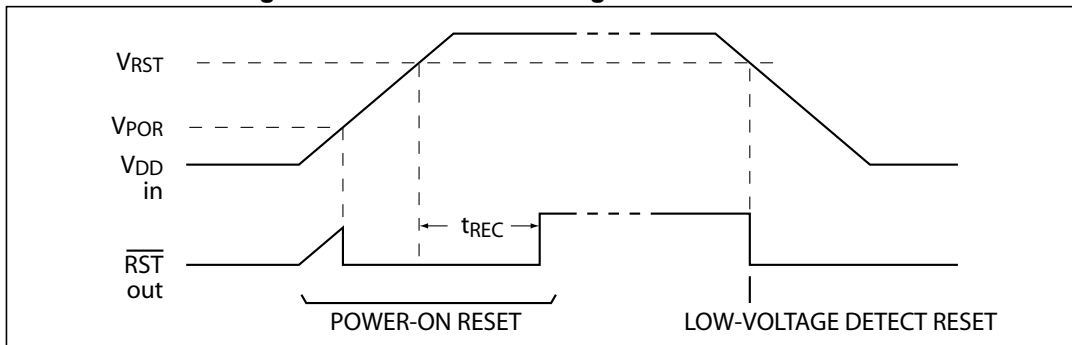 VRST
VPOR
VDD
in
tREC
RST
out
POWER-ON RESET
LOW-VOLTAGE DETECT RESET